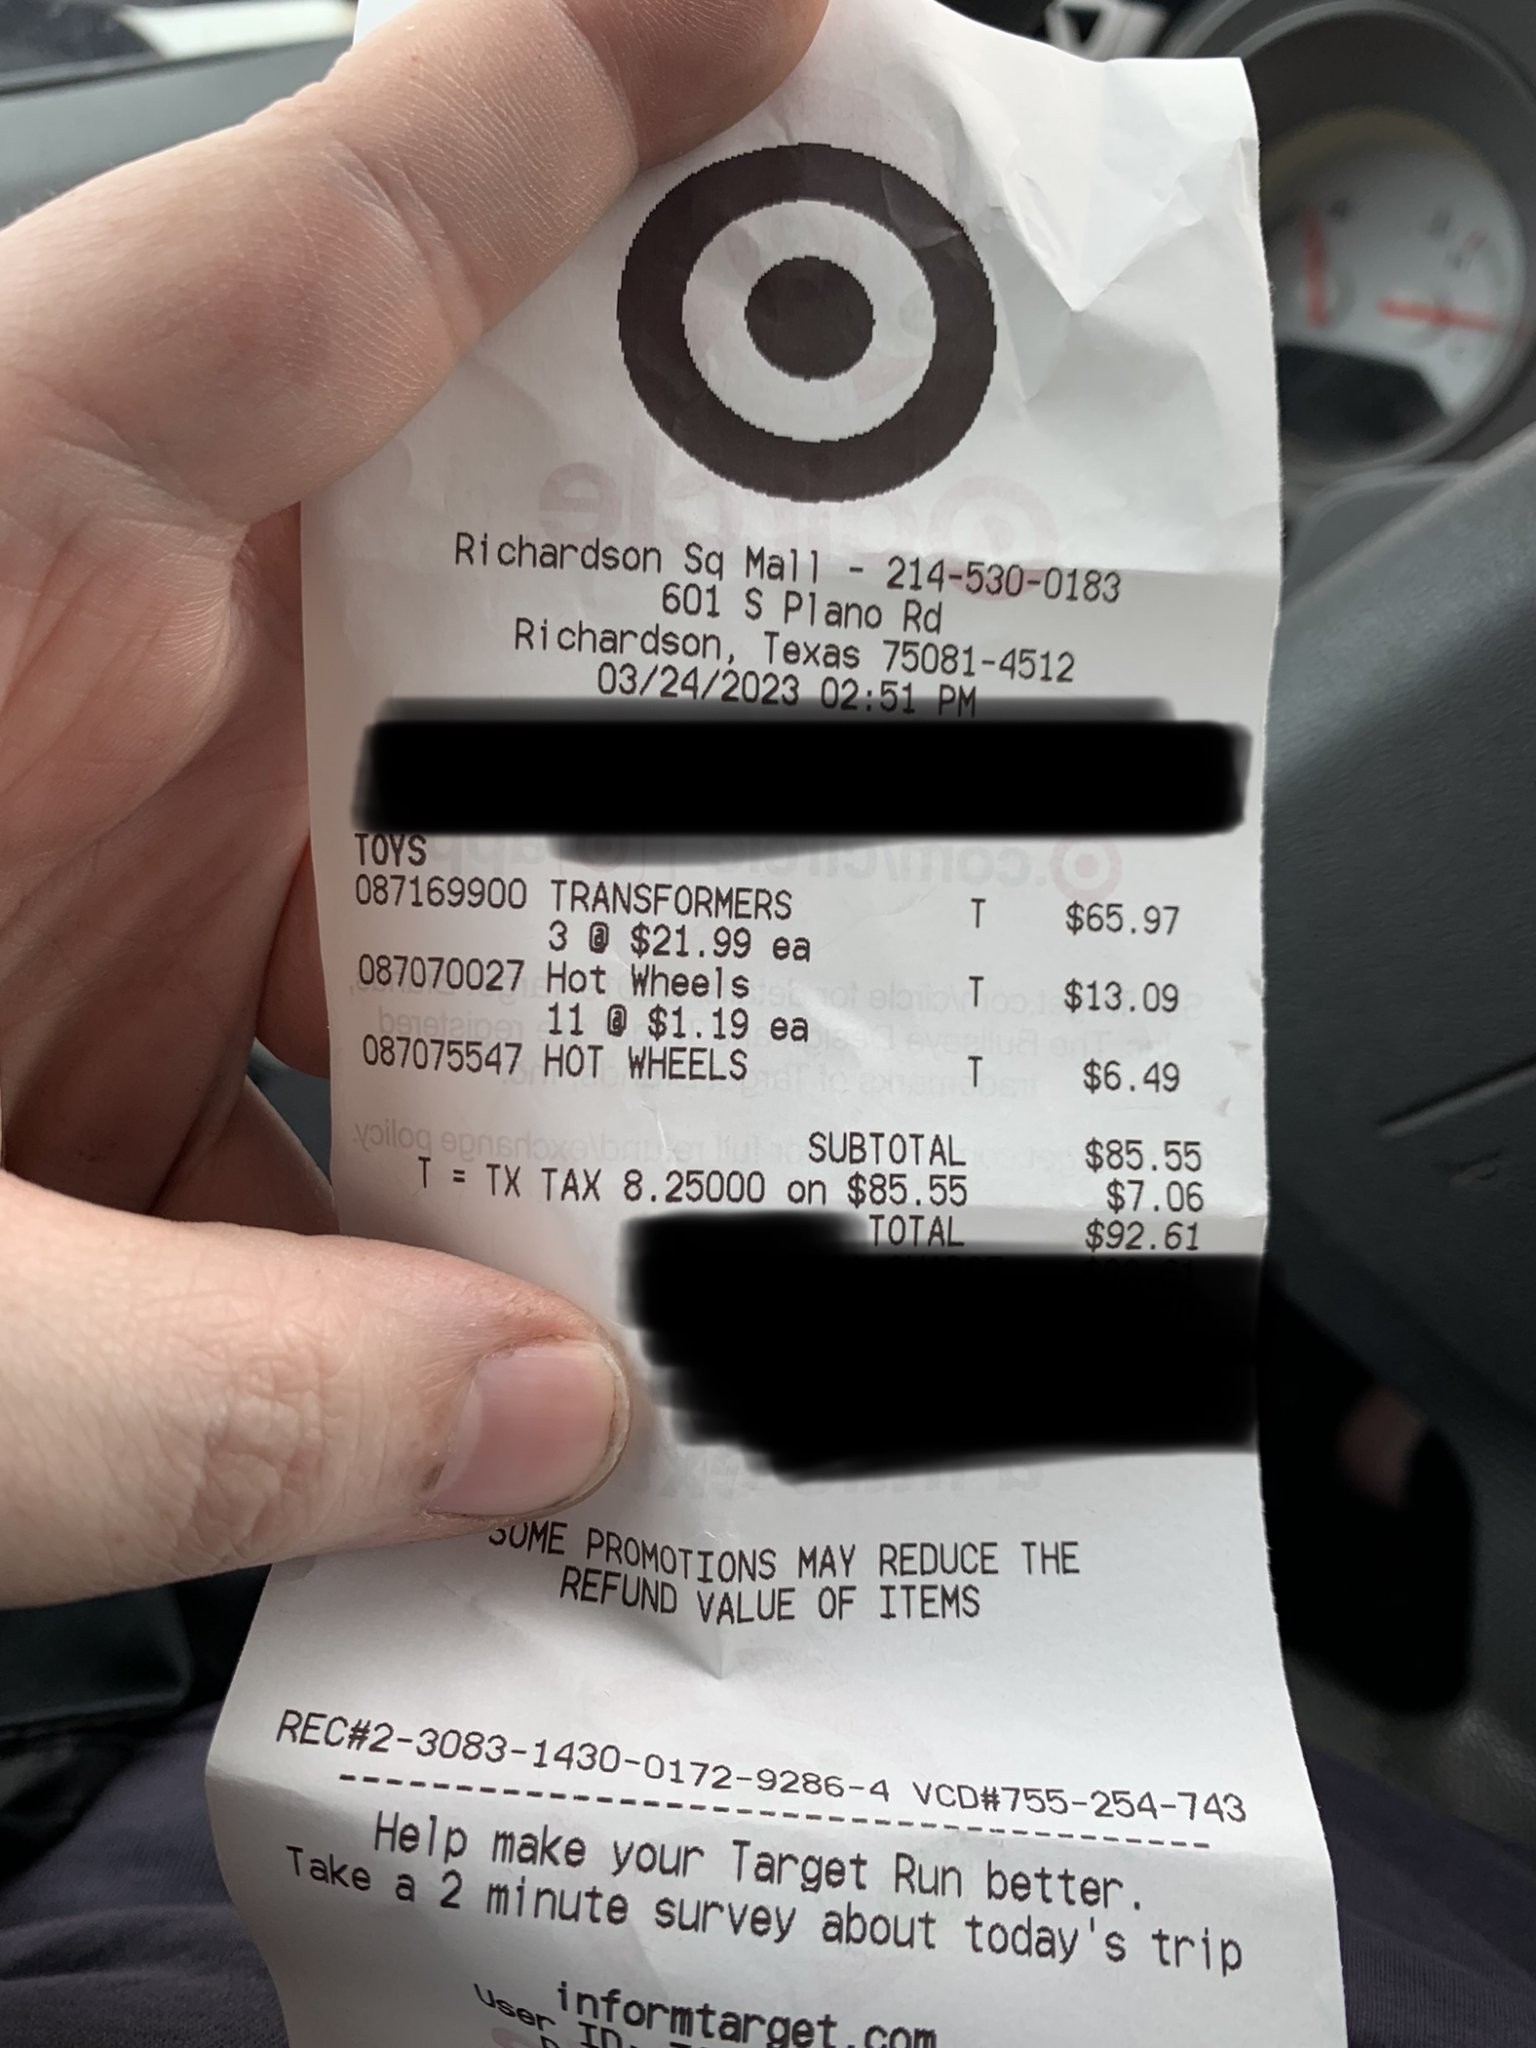 Richardson Sq Mall - 214-530-0183
601 S Plano Rd
Richardson, Texas 75081-4512
03/24/2023 02:51 PM
TOYS
087169900 TRANSFORMERS T $65.97
3 @ $21.99 ea
087070027 Hot Wheels T $13.09
11 @ $1.19 ea
087075547 HOT WHEELS T $6.49
SUBTOTAL $85.55
T = TX TAX 8.25000 on $85.55 $7.06
TOTAL $92.61
SOME PROMOTIONS MAY REDUCE THE
REFUND VALUE OF ITEMS
REC#2-3083-1430-0172-9286-4 VCD#755-254-743
Help make your Target Run better.
Take a 2 minute survey about today's trip
informtarget.com
User ID: